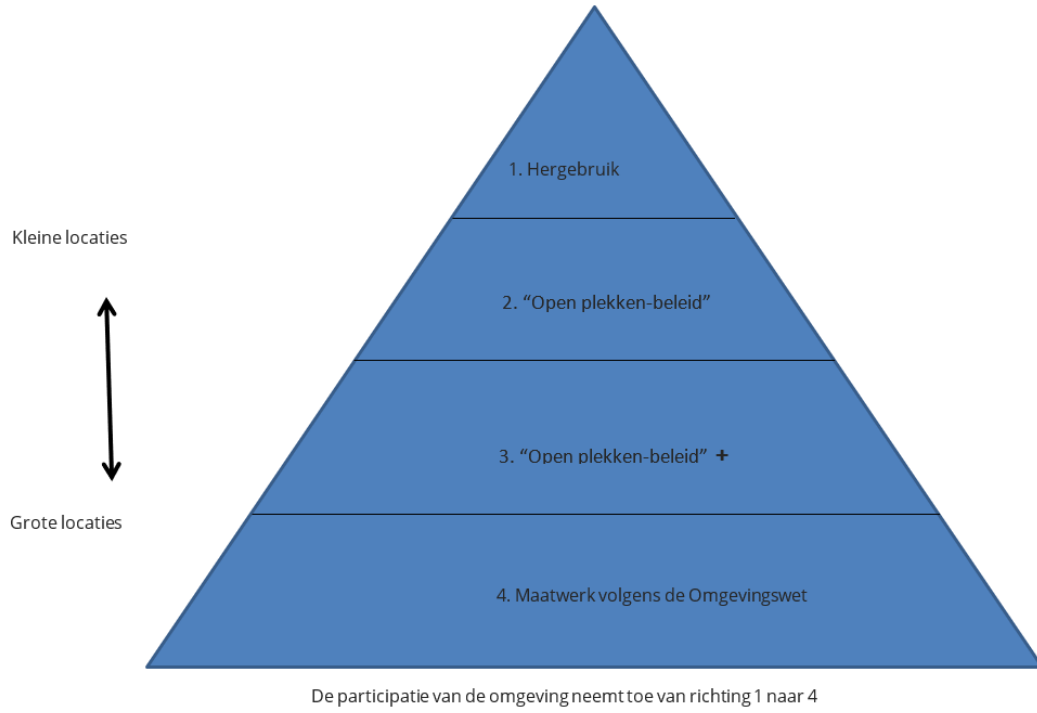 1. Hergebruik
Kleine locaties
2. “Open plekken-beleid”
3. “Open plekken-beleid” +
Grote locaties
4. Maatwerk volgens de Omgevingswet
De participatie van de omgeving neemt toe van richting 1 naar 4